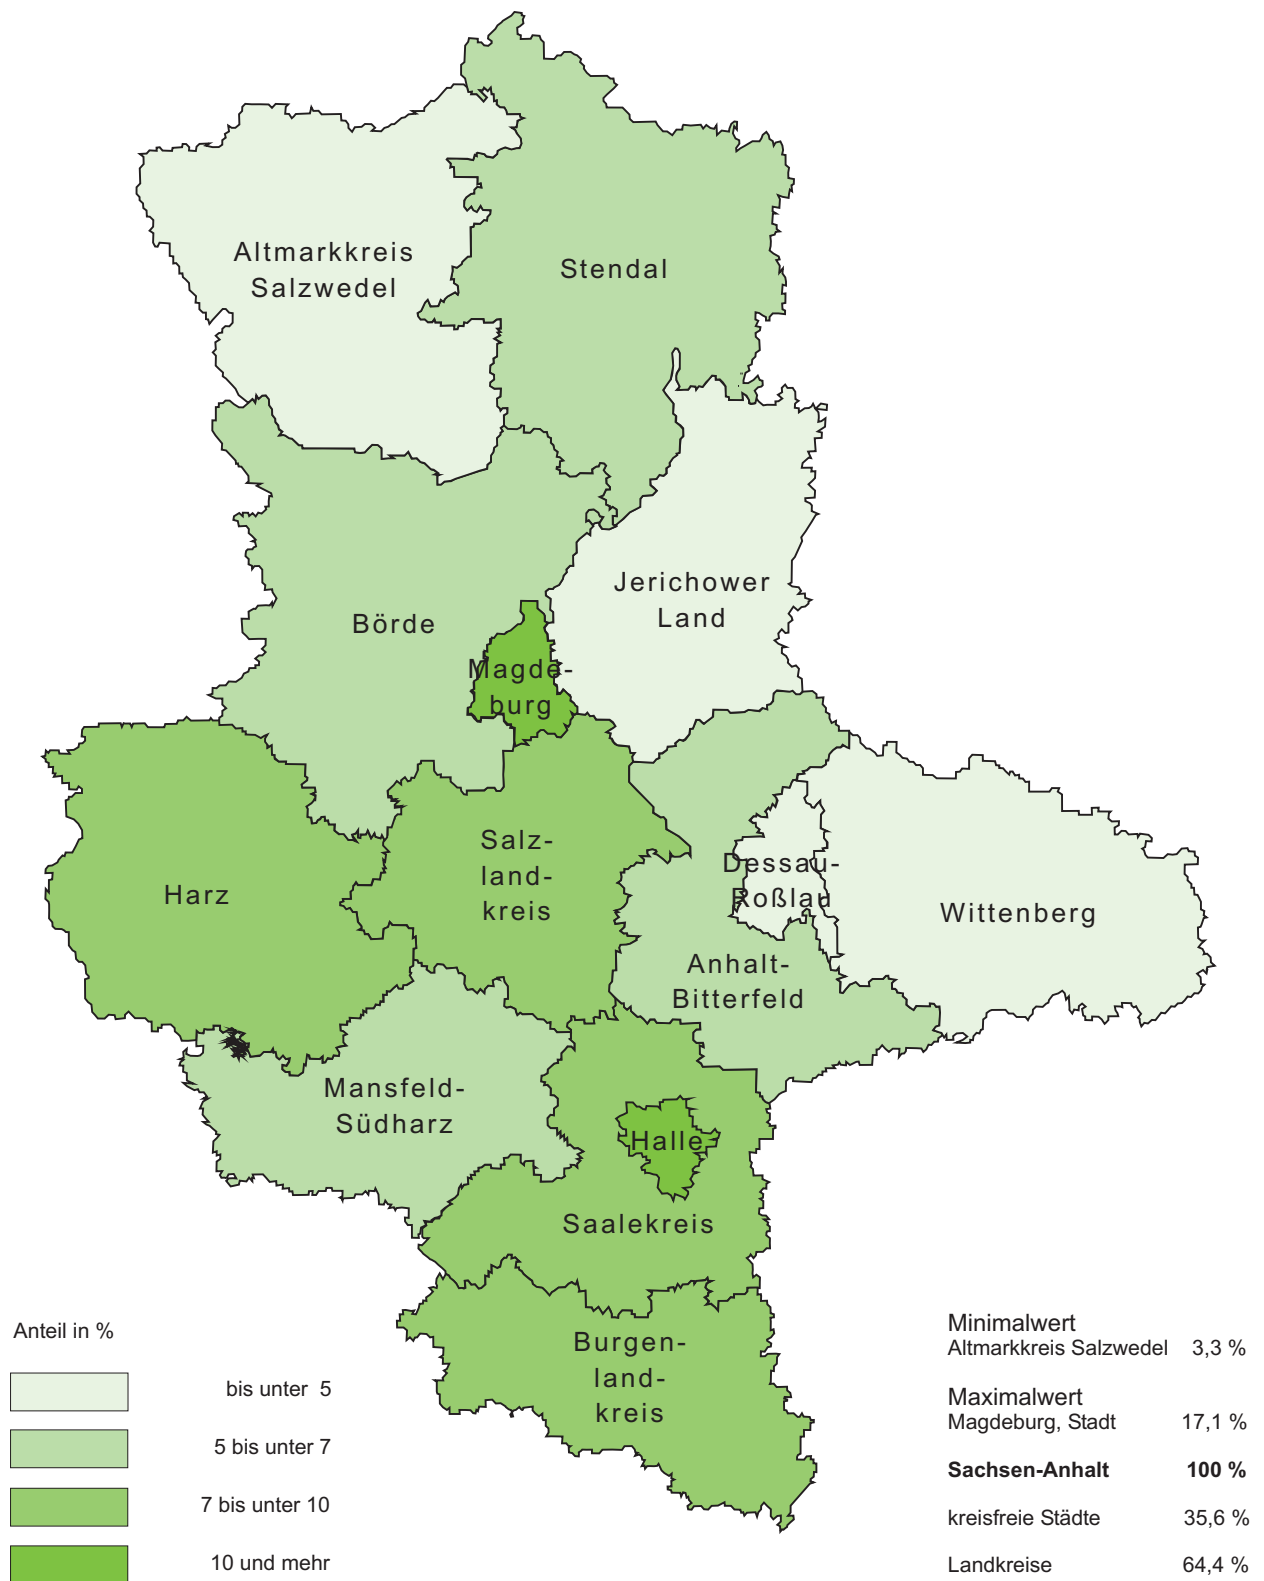 Altmarkkreis
Salzwedel
Stendal
Jerichower
Land
Börde
Magde-
burg
Salz-
land-
kreis
Harz
Dessau-
Roßlau
Wittenberg
Anhalt-
Bitterfeld
Mansfeld-
Südharz
Halle
Saalekreis
Burgen-
land-
kreis
Anteil in %
bis unter 5
5 bis unter 7
7 bis unter 10
10 und mehr
Minimalwert
Altmarkkreis Salzwedel 3,3 %
Maximalwert
Magdeburg, Stadt 17,1 %
Sachsen-Anhalt 100 %
kreisfreie Städte 35,6 %
Landkreise 64,4 %